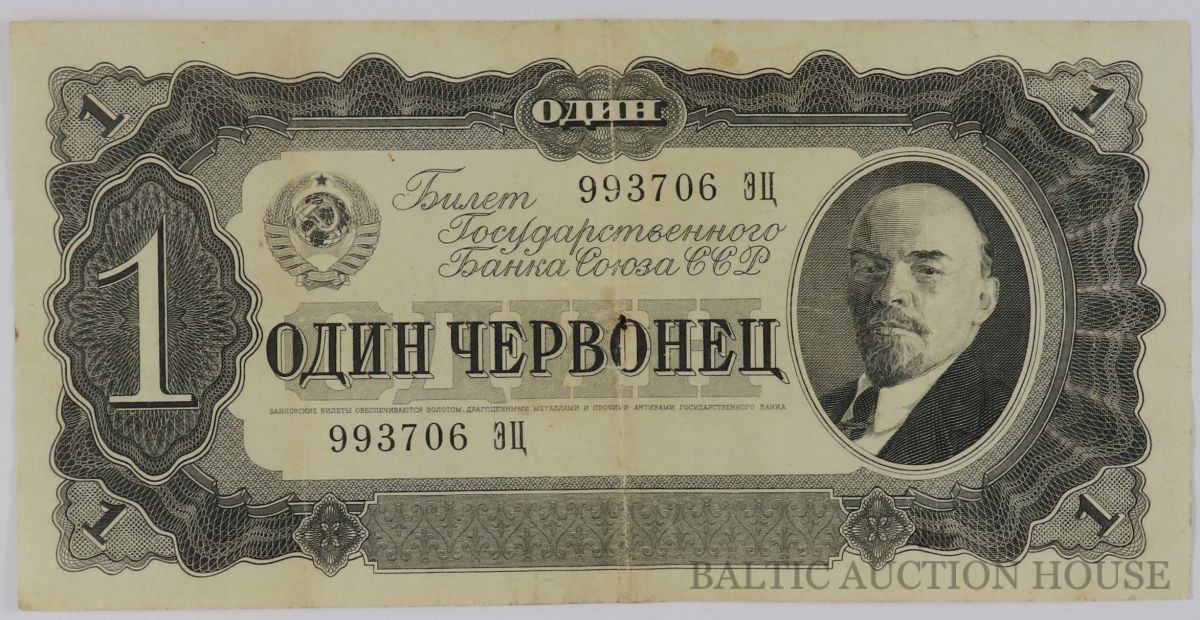 1
ОДИН
1
Билет 993706 ЭЦ
Государственного
Банка Союза ССР
1
ОДИН
ОДИН ЧЕРВОНЕЦ
БАНКОВСКИЕ БИЛЕТЫ ОБЕСПЕЧИВАЮТСЯ ЗОЛОТОМ, ДРАГОЦЕННЫМИ МЕТАЛЛАМИ И ПРОЧИМИ АКТИВАМИ ГОСУДАРСТВЕННОГО БАНКА
993706 ЭЦ
1
1
BALTIC AUCTION HOUSE